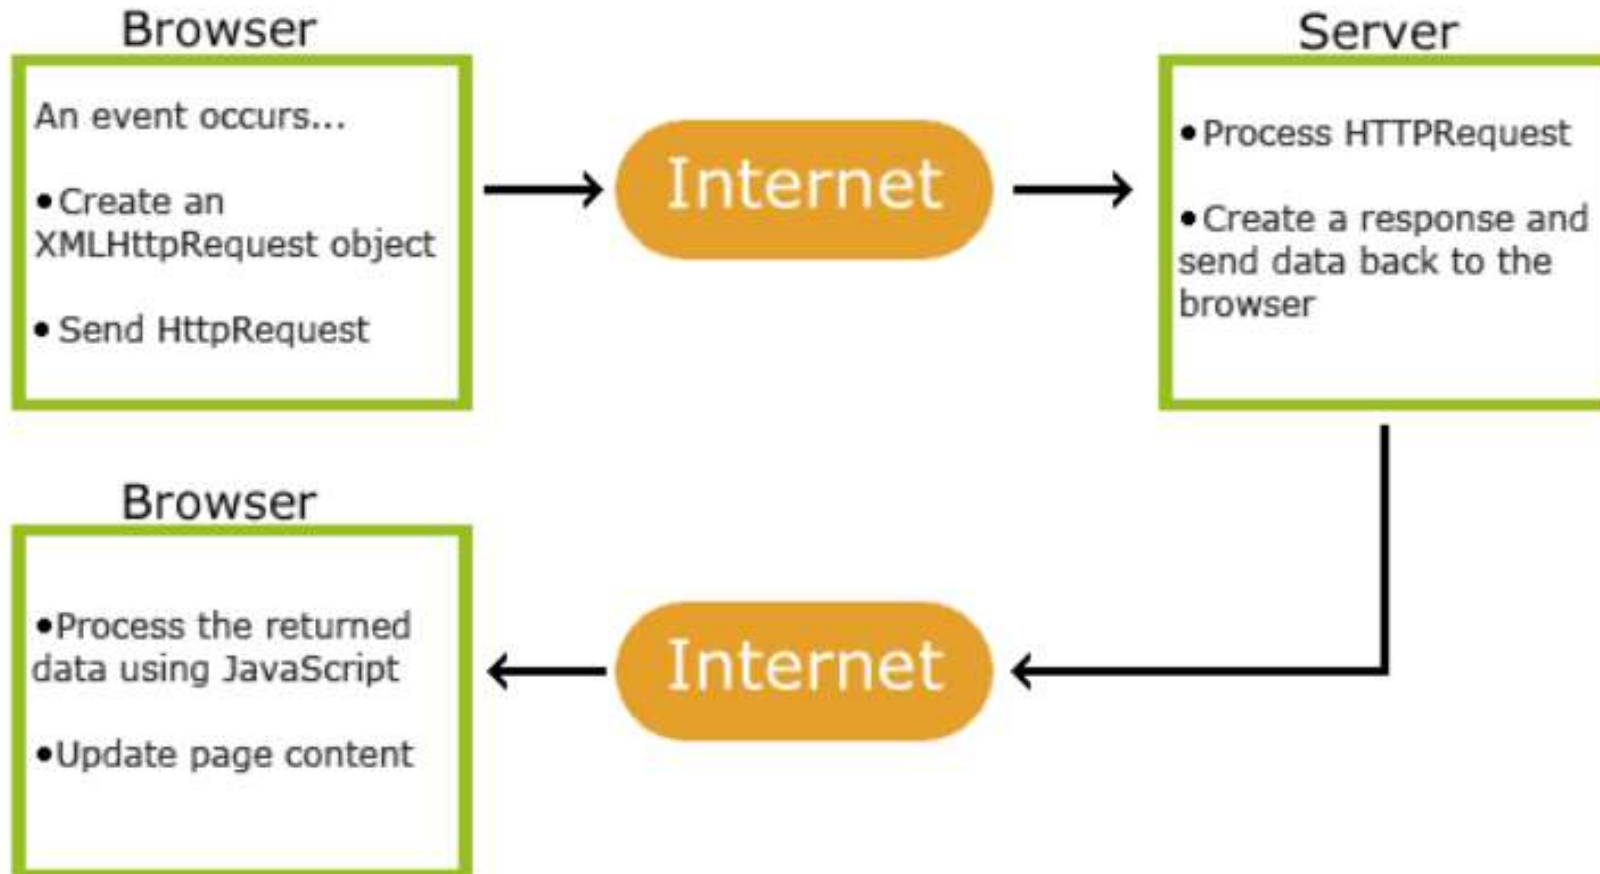 Browser
An event occurs...
•Create an
XMLHttpRequest object
• Send HttpRequest
Internet
Server
•Process HTTPRequest
•Create a response and
send data back to the
browser
Internet
Browser
•Process the returned
data using JavaScript
•Update page content